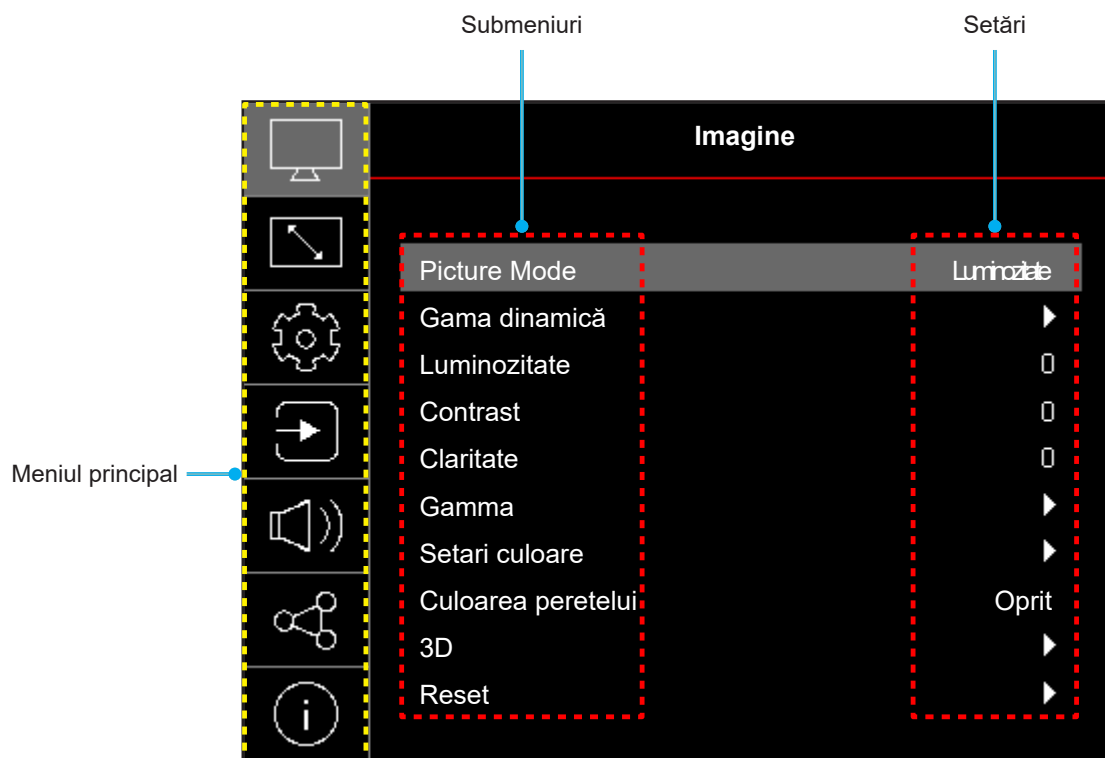 Submeniuri Setări
Imagine
Picture Mode Luminozitate
Gama dinamică
Luminozitate 0
Contrast 0
Claritate 0
Meniul principal
Gamma
Setari culoare
Culoarea peretelui Oprit
3D
Reset
i